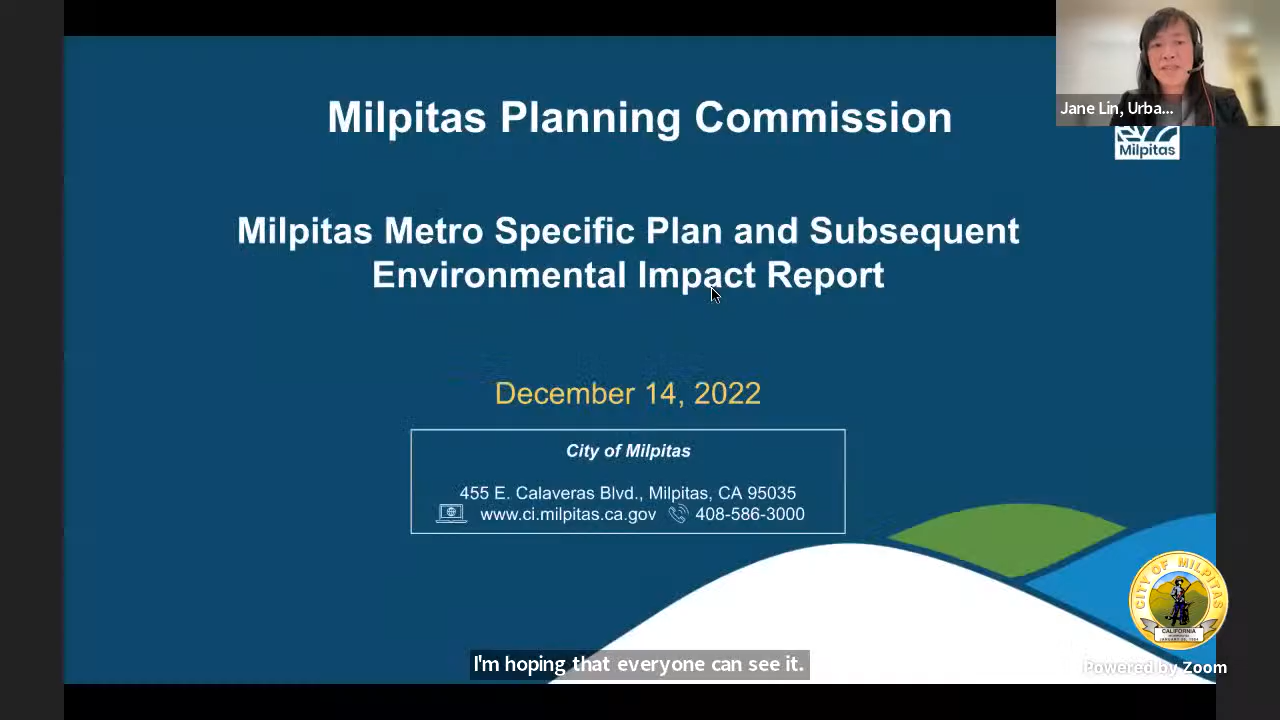 Milpitas Planning Commission
Jane Lin, Urba...
Milpitas
Milpitas Metro Specific Plan and Subsequent
Environmental Impact Report
December 14, 2022
City of Milpitas
455 E. Calaveras Blvd., Milpitas, CA 95035
www.ci.milpitas.ca.gov 408-586-3000
CITY OF MILPITAS
CALIFORNIA
I'm hoping that everyone can see it.
Powered by Zoom